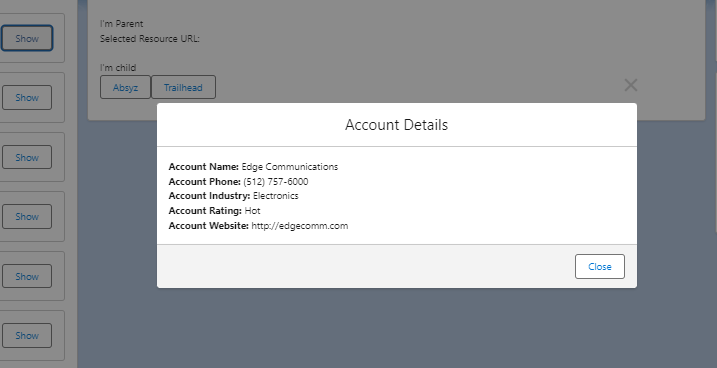 I'm Parent
Selected Resource URL:
I'm child
Absyz Trailhead
Show
Show
Show
Show
Show
Show
Account Details
Account Name: Edge Communications
Account Phone: (512) 757-6000
Account Industry: Electronics
Account Rating: Hot
Account Website: http://edgecomm.com
Close